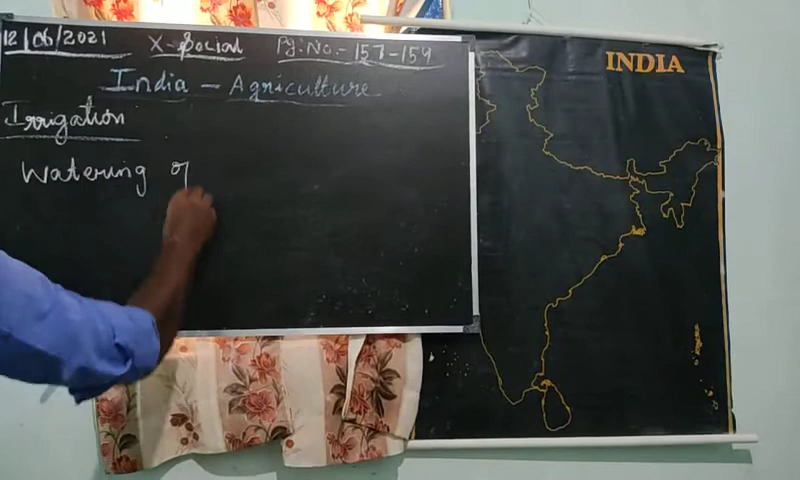 12/06/2021 X-Social Pg: No:- 157-159
India - Agriculture
Irrigation
Watering of
INDIA